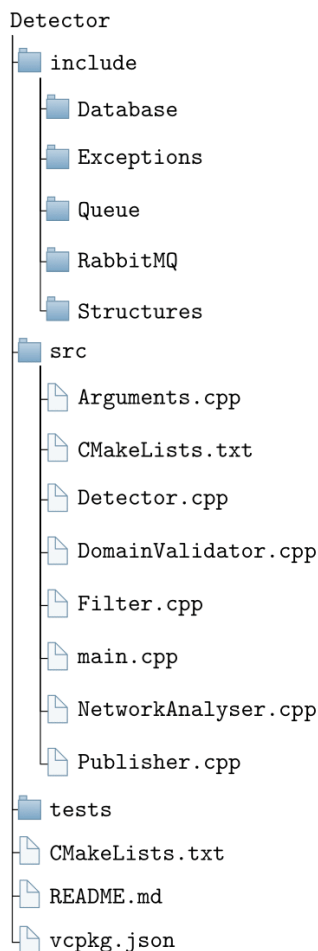 Detector
include
Database
Exceptions
Queue
RabbitMQ
Structures
src
Arguments.cpp
CMakeLists.txt
Detector.cpp
DomainValidator.cpp
Filter.cpp
main.cpp
NetworkAnalyser.cpp
Publisher.cpp
tests
CMakeLists.txt
README.md
vcpkg.json